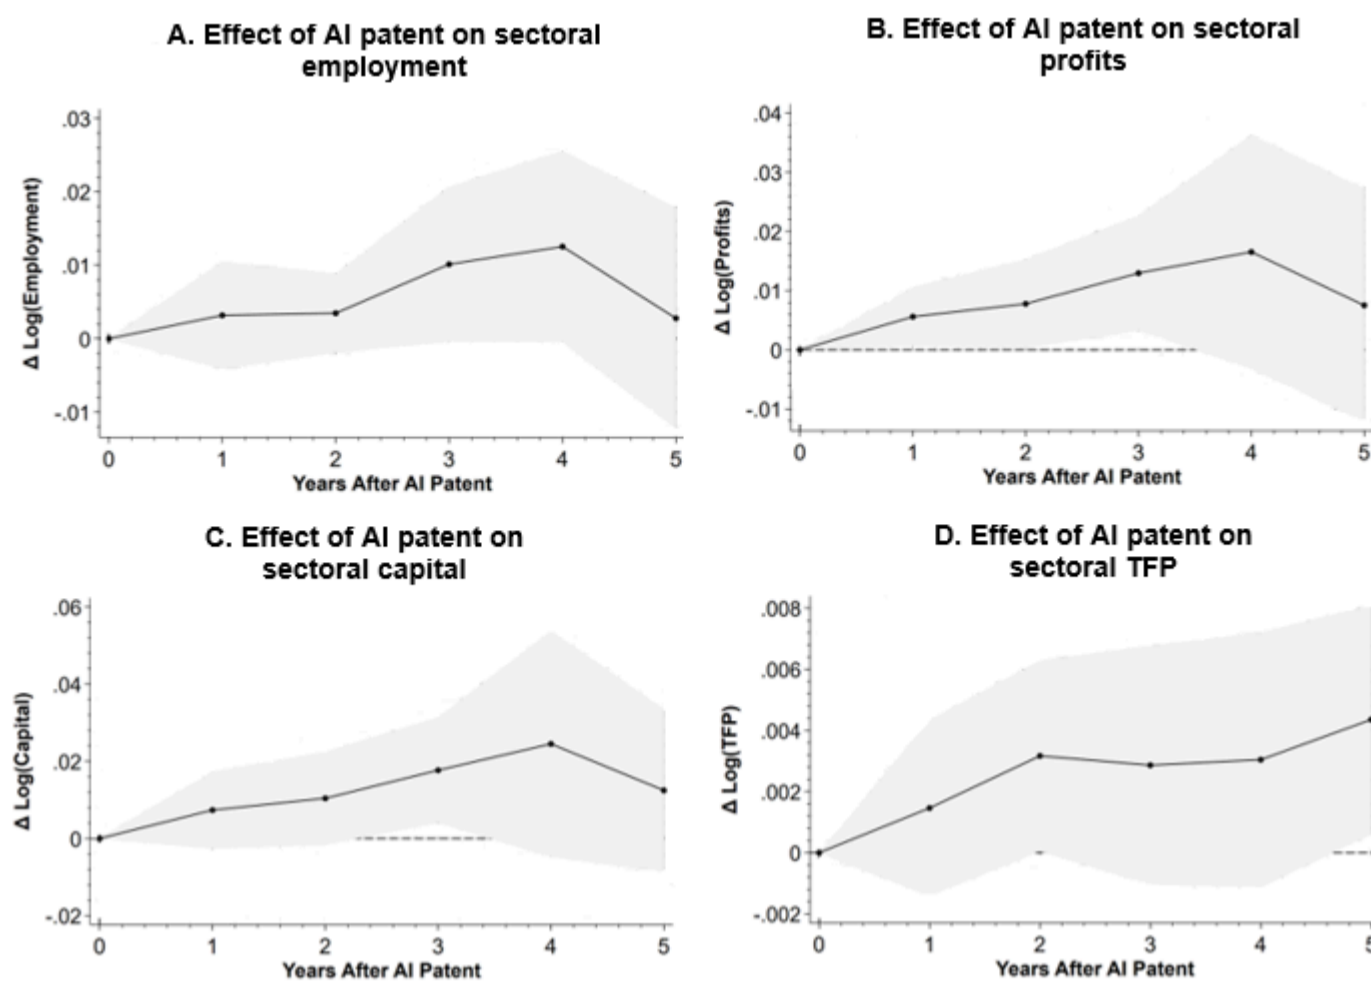 A. Effect of AI patent on sectoral
employment
.03
.02
.01
0
-.01
Δ Log(Employment)
0 1 2 3 4 5
Years After AI Patent
B. Effect of AI patent on sectoral
profits
.04
.03
.02
.01
0
-.01
Δ Log(Profits)
0 1 2 3 4 5
Years After AI Patent
C. Effect of AI patent on
sectoral capital
.06
.04
.02
0
-.02
Δ Log(Capital)
0 1 2 3 4 5
Years After AI Patent
D. Effect of AI patent on
sectoral TFP
.008
.006
.004
.002
0
-.002
Δ Log(TFP)
0 1 2 3 4 5
Years After AI Patent